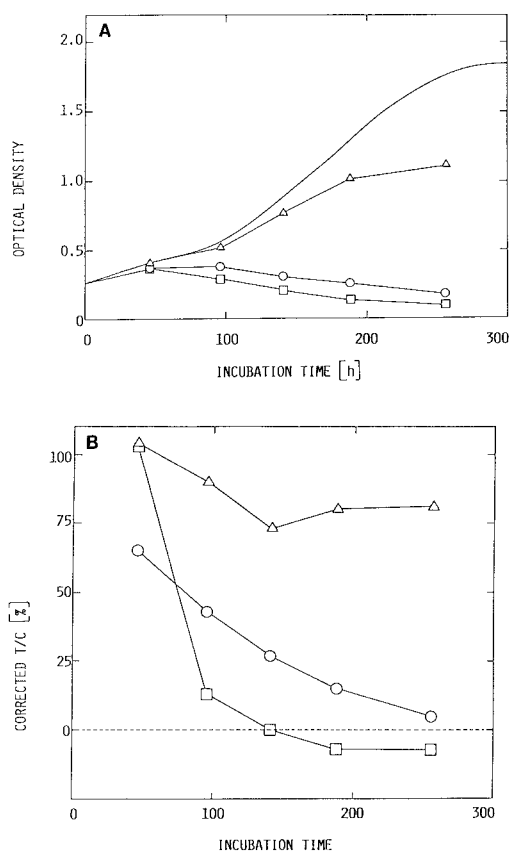 A
2.0
1.5
1.0
0.5
0
OPTICAL DENSITY
0 100 200 300
INCUBATION TIME [h]
B
100
75
50
25
0
CORRECTED T/C [%]
0 100 200 300
INCUBATION TIME